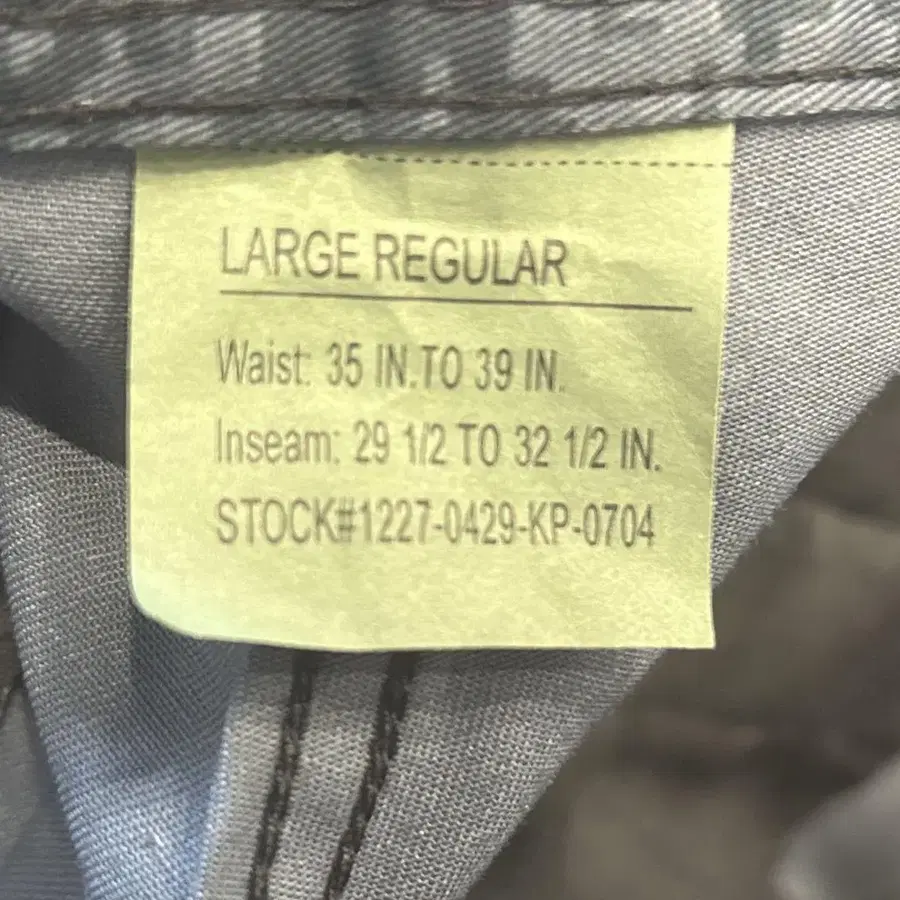 LARGE REGULAR
Waist: 35 IN.TO 39 IN.
Inseam: 29 1/2 TO 32 1/2 IN.
STOCK#1227-0429-KP-0704